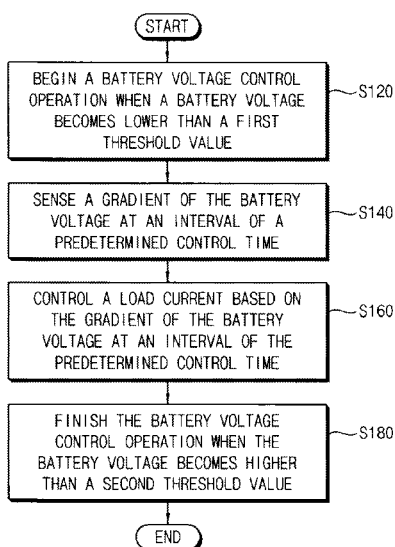 START
BEGIN A BATTERY VOLTAGE CONTROL
OPERATION WHEN A BATTERY VOLTAGE
BECOMES LOWER THAN A FIRST
THRESHOLD VALUE
S120
SENSE A GRADIENT OF THE BATTERY
VOLTAGE AT AN INTERVAL OF A
PREDETERMINED CONTROL TIME
S140
CONTROL A LOAD CURRENT BASED ON
THE GRADIENT OF THE BATTERY
VOLTAGE AT AN INTERVAL OF THE
PREDETERMINED CONTROL TIME
S160
FINISH THE BATTERY VOLTAGE
CONTROL OPERATION WHEN THE
BATTERY VOLTAGE BECOMES HIGHER
THAN A SECOND THRESHOLD VALUE
S180
END